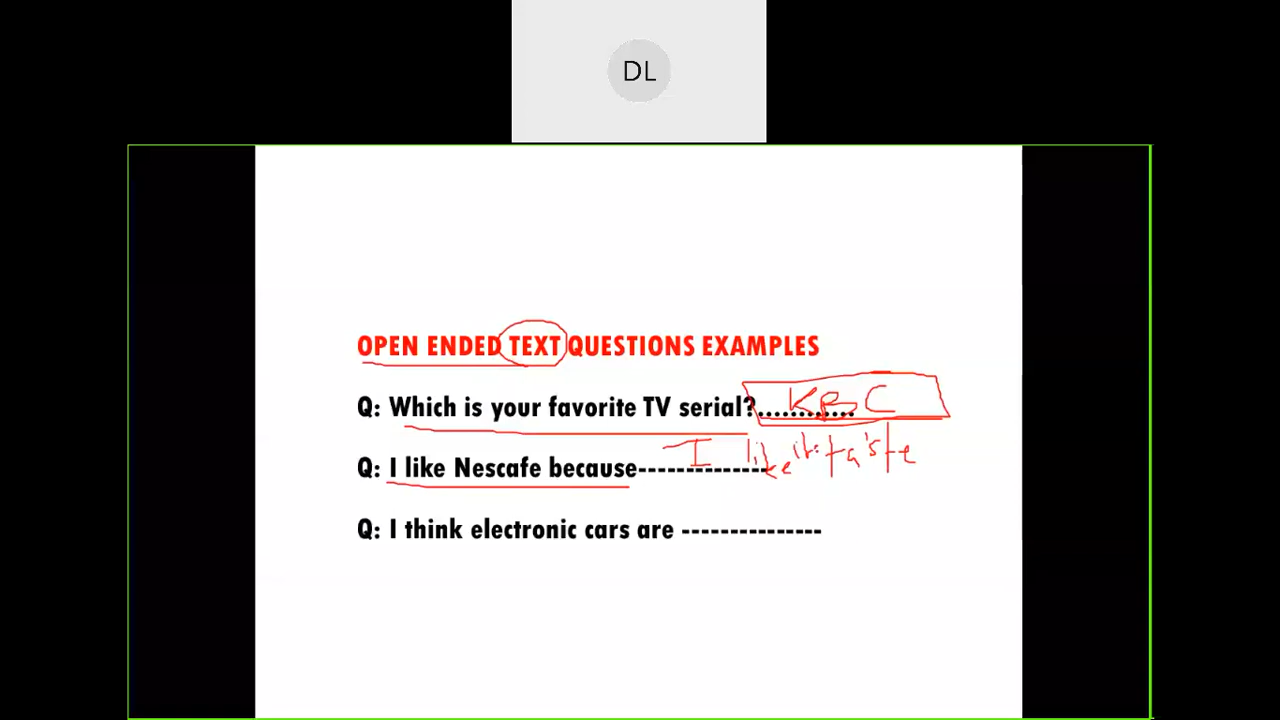 DL
OPEN ENDED TEXT QUESTIONS EXAMPLES
Q: Which is your favorite TV serial?............ KBC
Q: I like Nescafe because-------------- I like its taste
Q: I think electronic cars are ---------------